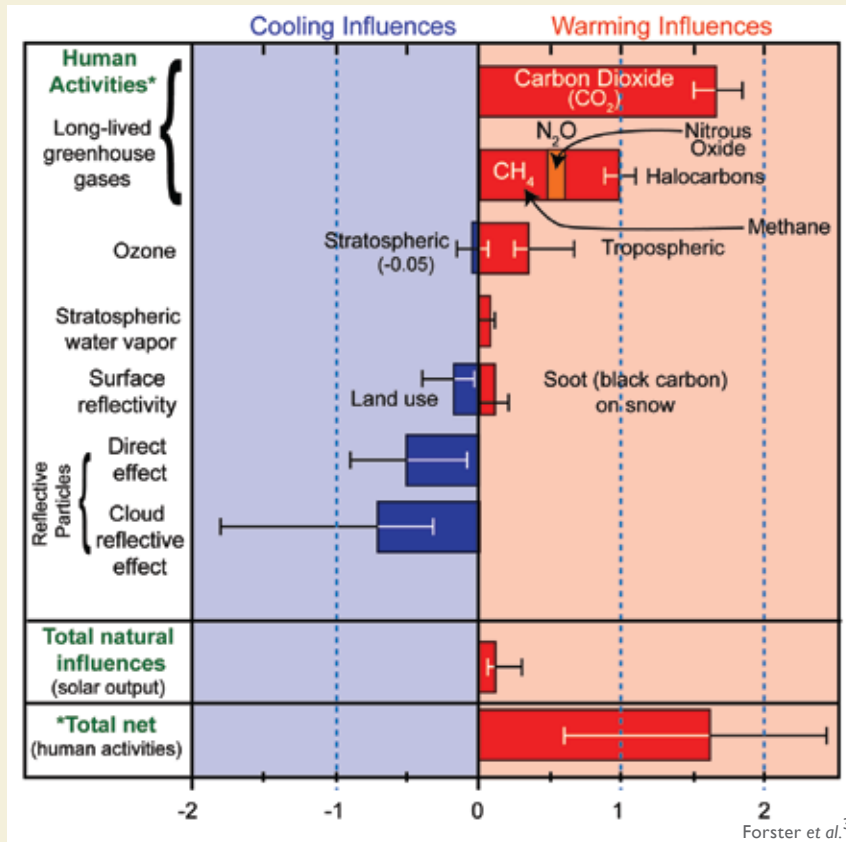 Cooling Influences Warming Influences
Human
Activities*
Long-lived
greenhouse
gases
Carbon Dioxide
(CO₂)
N₂O
Nitrous
Oxide
CH₄
Halocarbons
Methane
Ozone
Stratospheric
(-0.05)
Tropospheric
Stratospheric
water vapor
Surface
reflectivity
Land use
Soot (black carbon)
on snow
Reflective
Particles
Direct
effect
Cloud
reflective
effect
Total natural
influences
(solar output)
*Total net
(human activities)
-2 -1 0 1 2
Forster et al.³